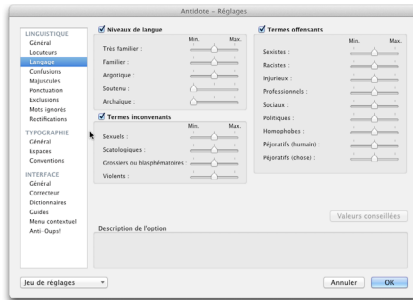 Antidote – Réglages
LINGUISTIQUE
Général
Locuteurs
Langage
Confusions
Majuscules
Ponctuation
Exclusions
Mots ignorés
Rectifications
TYPOGRAPHIE
Général
Espaces
Conventions
INTERFACE
Général
Correcteur
Dictionnaires
Guides
Menu contextuel
Anti-Oups!
Niveaux de langue
Min. Max.
Très familier :
Familier :
Argotique :
Soutenu :
Archaïque :
Termes inconvenants
Min. Max.
Sexuels :
Scatologiques :
Grossiers ou blasphématoires :
Violents :
Termes offensants
Min. Max.
Sexistes :
Racistes :
Injurieux :
Professionnels :
Sociaux :
Politiques :
Homophobes :
Péjoratifs (humain) :
Péjoratifs (chose) :
Valeurs conseillées
Description de l'option
Jeu de réglages
Annuler
OK